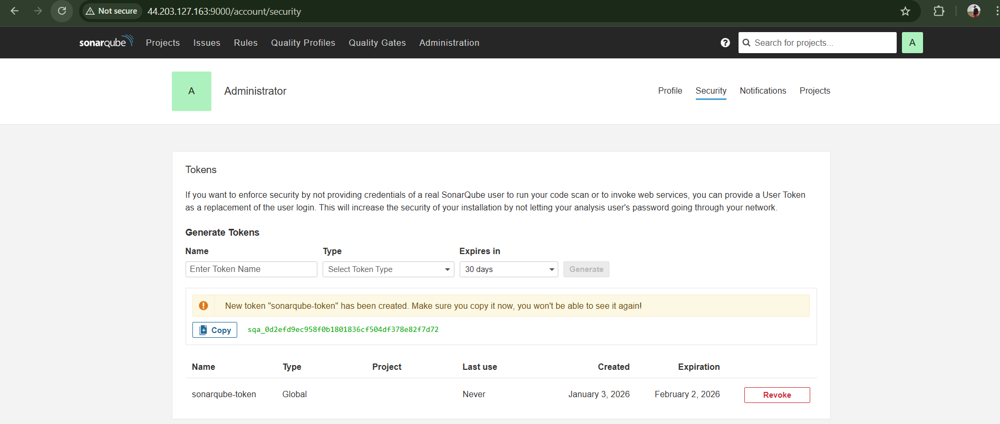 Not secure 44.203.127.163:9000/account/security
sonarqube Projects Issues Rules Quality Profiles Quality Gates Administration ? Search for projects... A
A Administrator Profile Security Notifications Projects
Tokens
If you want to enforce security by not providing credentials of a real SonarQube user to run your code scan or to invoke web services, you can provide a User Token
as a replacement of the user login. This will increase the security of your installation by not letting your analysis user's password going through your network.
Generate Tokens
Name Type Expires in
Enter Token Name Select Token Type 30 days Generate
New token "sonarqube-token" has been created. Make sure you copy it now, you won't be able to see it again!
Copy sqa_0d2efd9ec958f0b1801836cf504df378e82f7d72
Name Type Project Last use Created Expiration
sonarqube-token Global Never January 3, 2026 February 2, 2026 Revoke